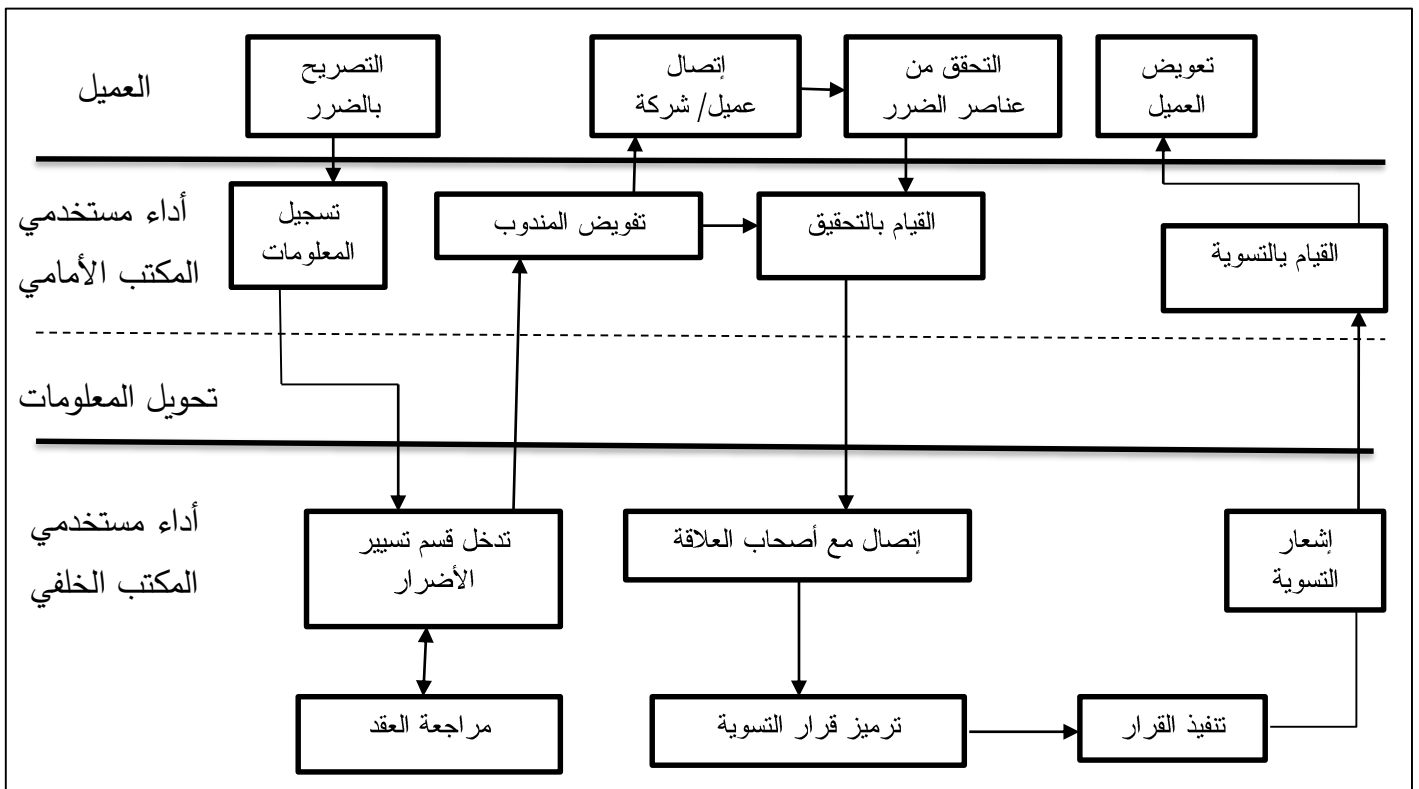 العميل
التصريح
بالضرر
إتصال
عميل/ شركة
التحقق من
عناصر الضرر
تعويض
العميل
أداء مستخدمي
المكتب الأمامي
تسجيل
المعلومات
تفويض المندوب
القيام بالتحقيق
القيام يالتسوية
تحويل المعلومات
أداء مستخدمي
المكتب الخلفي
تدخل قسم تسيير
الأضرار
إتصال مع أصحاب العلاقة
إشعار
التسوية
مراجعة العقد
ترميز قرار التسوية
تنفيذ القرار